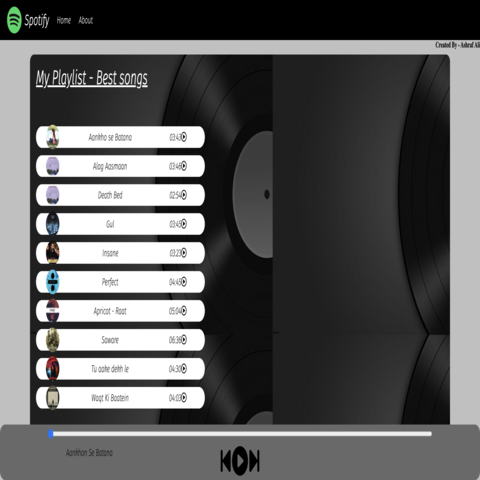 Spotify Home About
Created By - Ashraf Ali
My Playlist - Best songs
Aankho se Batana 03:43
Alag Aasmaan 03:46
Death Bed 02:54
Gul 03:45
Insane 03:23
Perfect 04:45
Apricot - Raat 05:04
Saware 06:38
Tu aake dekh le 04:30
Waqt Ki Baatein 04:03
Aankhon Se Batana